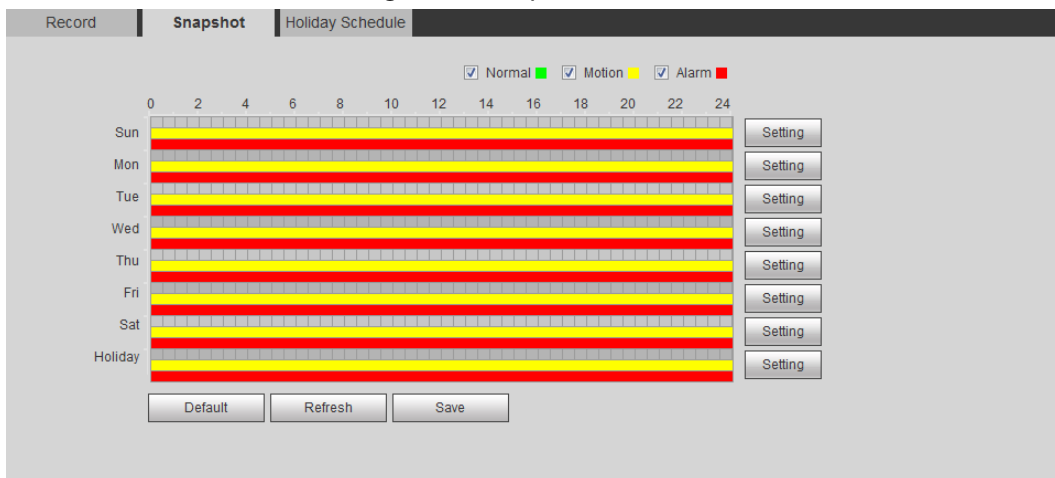 Record Snapshot Holiday Schedule
Normal Motion Alarm
0 2 4 6 8 10 12 14 16 18 20 22 24
Sun Setting
Mon Setting
Tue Setting
Wed Setting
Thu Setting
Fri Setting
Sat Setting
Holiday Setting
Default Refresh Save